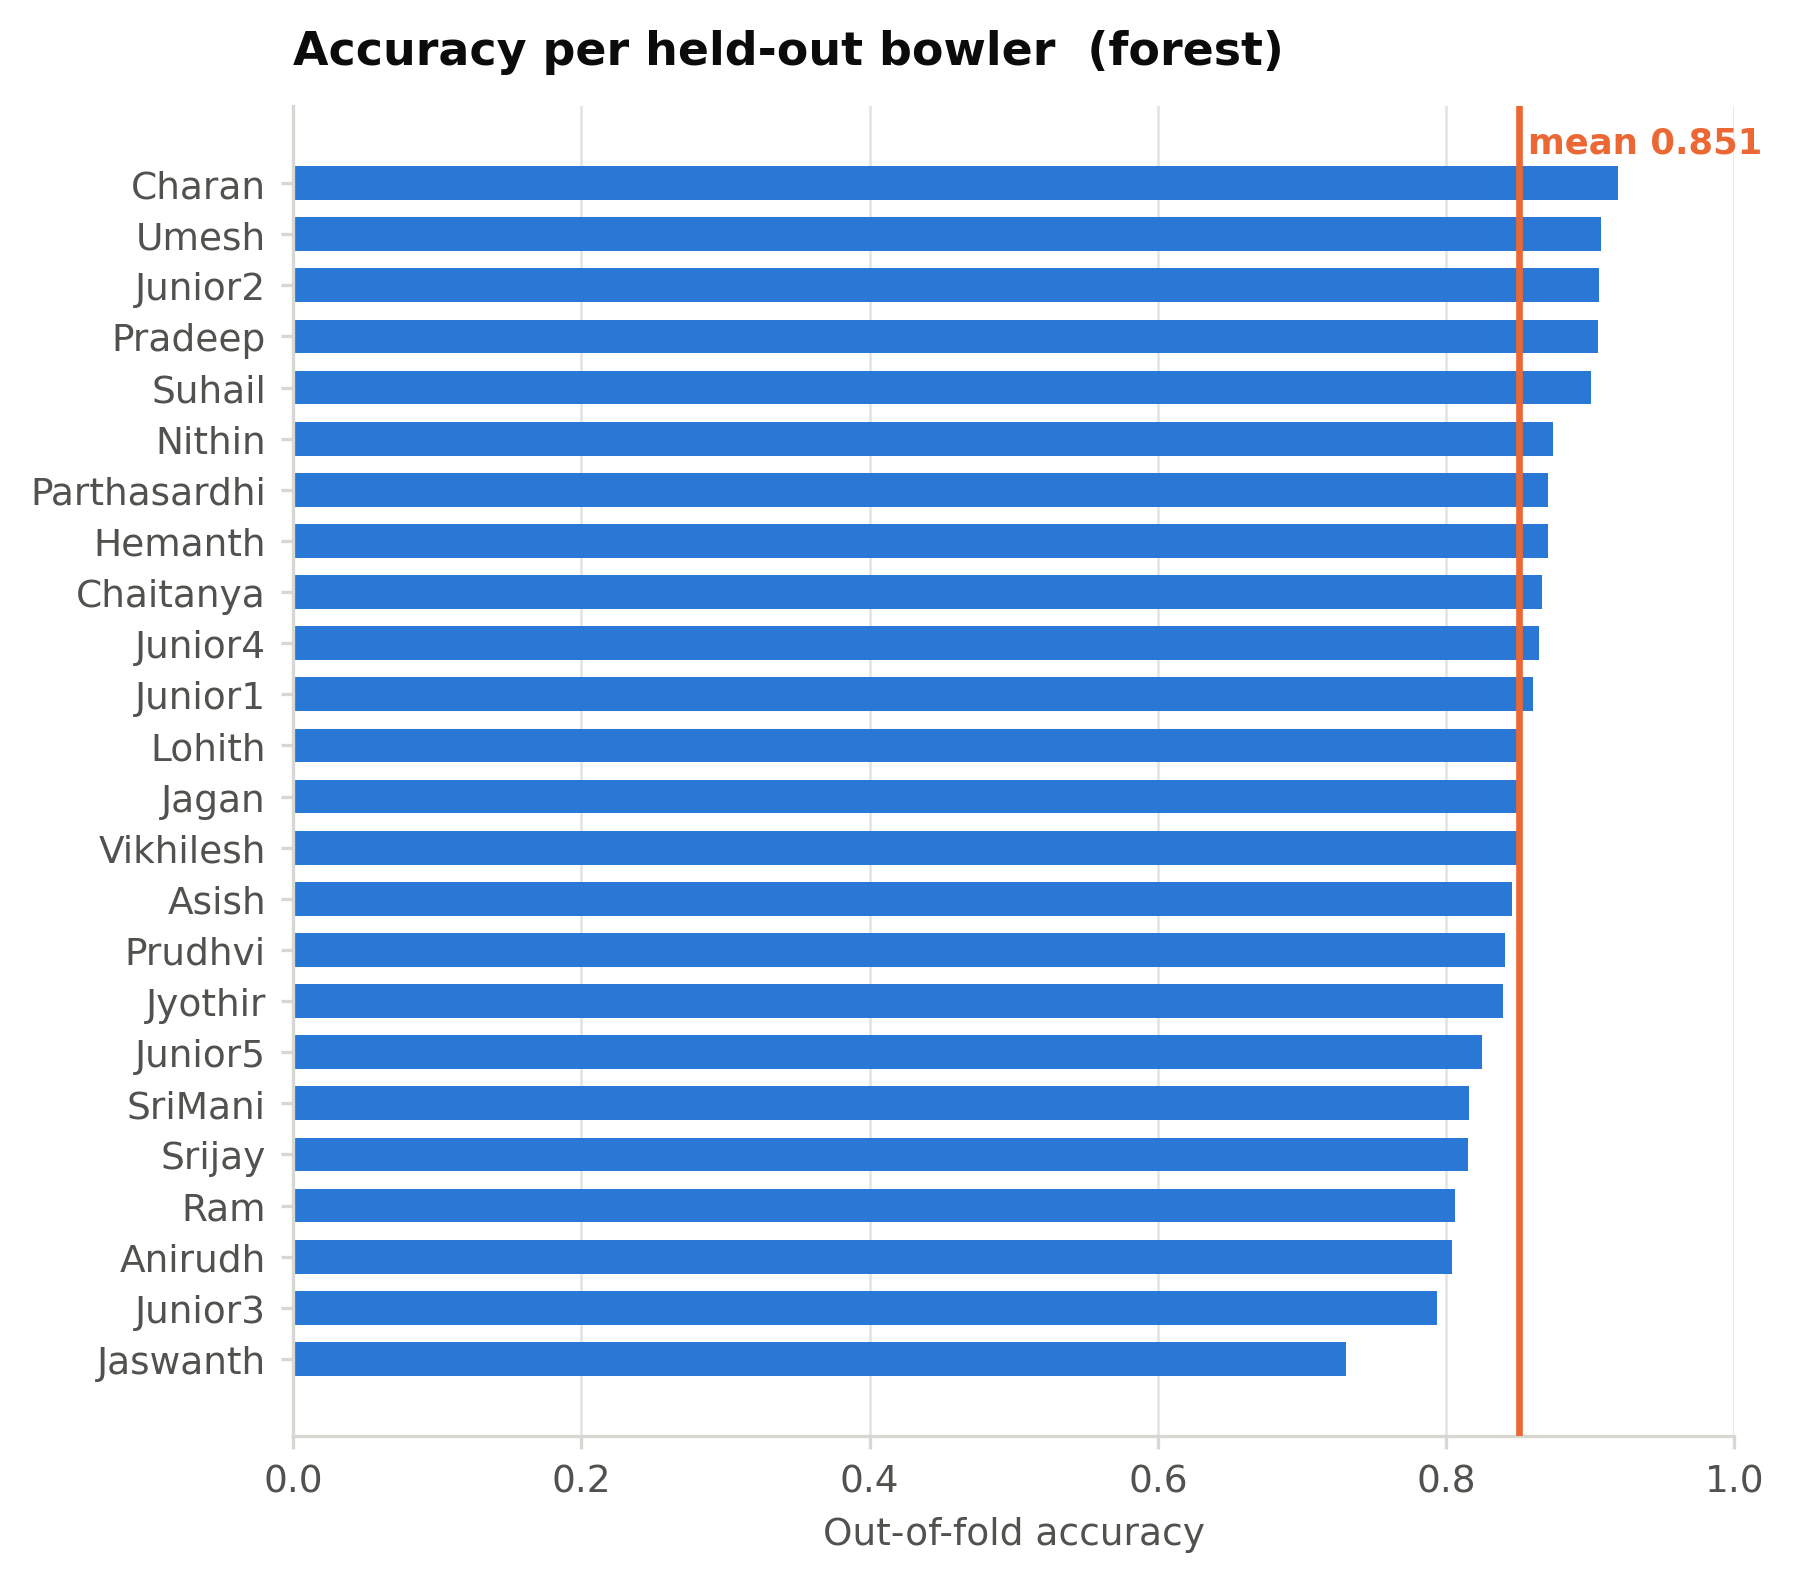 Accuracy per held-out bowler  (forest)
mean 0.851
Charan
Umesh
Junior2
Pradeep
Suhail
Nithin
Parthasardhi
Hemanth
Chaitanya
Junior4
Junior1
Lohith
Jagan
Vikhilesh
Asish
Prudhvi
Jyothir
Junior5
SriMani
Srijay
Ram
Anirudh
Junior3
Jaswanth
0.0 0.2 0.4 0.6 0.8 1.0
Out-of-fold accuracy